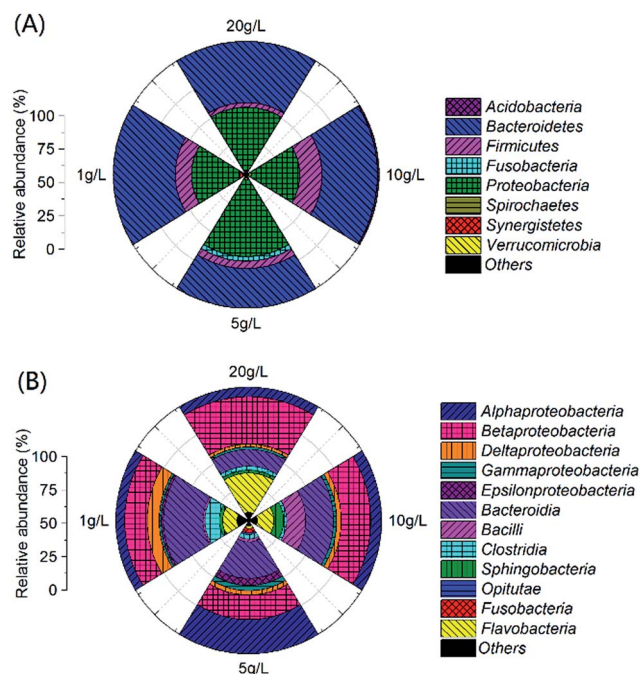 (A)
20g/L
Relative abundance (%)
100
75
50
25
0
1g/L
10g/L
5g/L
Acidobacteria
Bacteroidetes
Firmicutes
Fusobacteria
Proteobacteria
Spirochaetes
Synergistetes
Verrucomicrobia
Others
(B)
20g/L
Relative abundance (%)
100
75
50
25
0
1g/L
10g/L
5g/L
Alphaproteobacteria
Betaproteobacteria
Deltaproteobacteria
Gammaproteobacteria
Epsilonproteobacteria
Bacteroidia
Bacilli
Clostridia
Sphingobacteria
Opitutae
Fusobacteria
Flavobacteria
Others